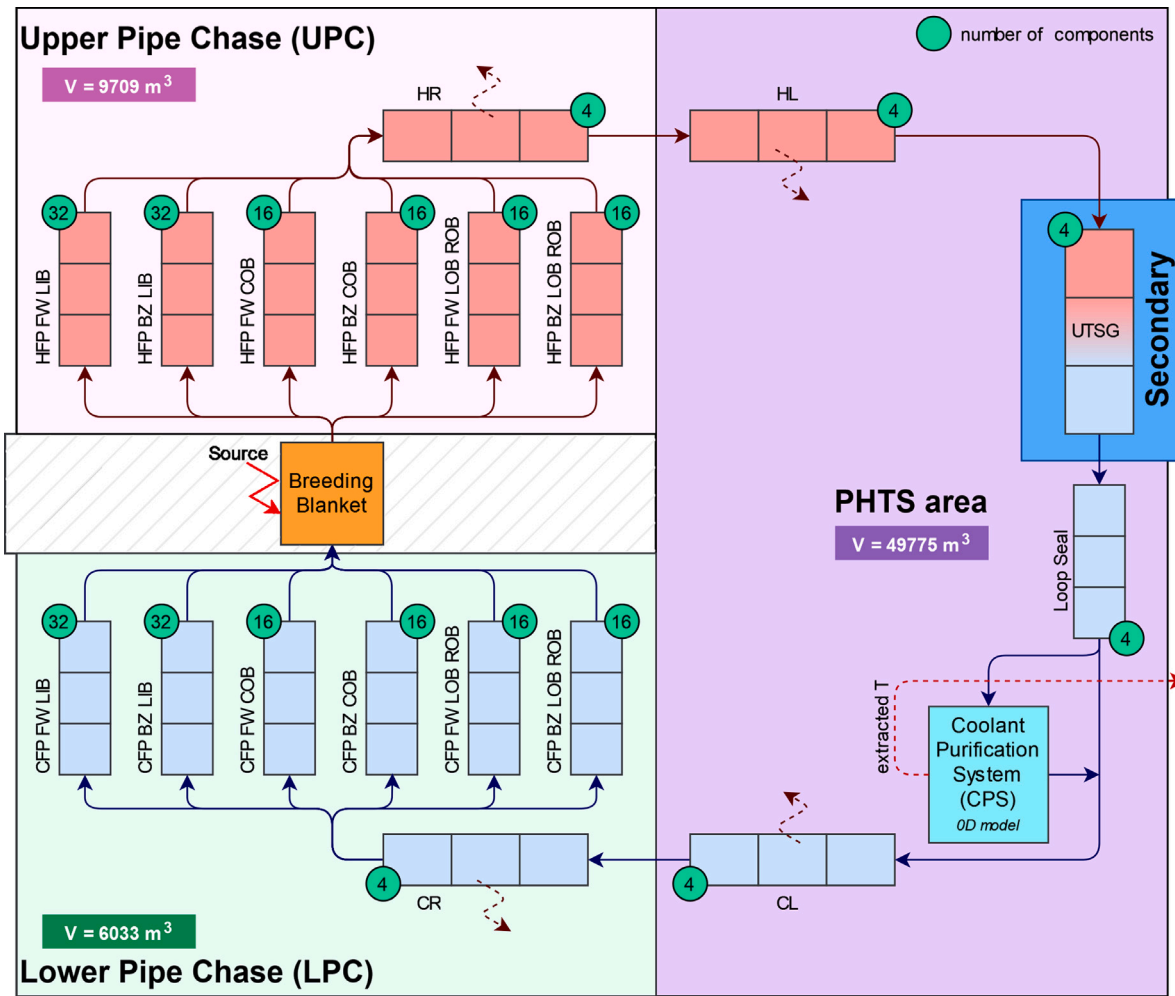 Upper Pipe Chase (UPC)
number of components
V = 9709 m³
HR
4
HL
4
32
32
16
16
16
16
HFP FW LIB
HFP BZ LIB
HFP FW COB
HFP BZ COB
HFP FW LOB ROB
HFP BZ LOB ROB
4
UTSG
Secondary
Source
Breeding
Blanket
PHTS area
V = 49775 m³
Loop Seal
4
32
32
16
16
16
16
CFP FW LIB
CFP BZ LIB
CFP FW COB
CFP BZ COB
CFP FW LOB ROB
CFP BZ LOB ROB
extracted T
Coolant
Purification
System
(CPS)
0D model
4
CR
4
CL
V = 6033 m³
Lower Pipe Chase (LPC)